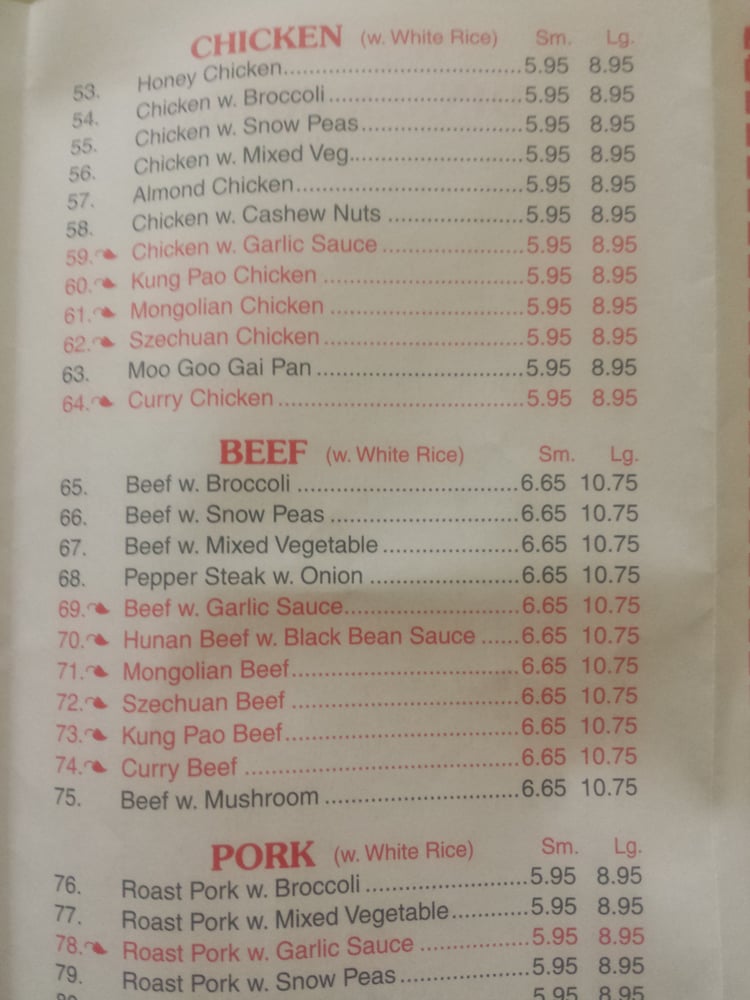 CHICKEN (w. White Rice) Sm. Lg.
53. Honey Chicken 5.95 8.95
54. Chicken w. Broccoli 5.95 8.95
55. Chicken w. Snow Peas 5.95 8.95
56. Chicken w. Mixed Veg. 5.95 8.95
57. Almond Chicken 5.95 8.95
58. Chicken w. Cashew Nuts 5.95 8.95
59. Chicken w. Garlic Sauce 5.95 8.95
60. Kung Pao Chicken 5.95 8.95
61. Mongolian Chicken 5.95 8.95
62. Szechuan Chicken 5.95 8.95
63. Moo Goo Gai Pan 5.95 8.95
64. Curry Chicken 5.95 8.95
BEEF (w. White Rice) Sm. Lg.
65. Beef w. Broccoli 6.65 10.75
66. Beef w. Snow Peas 6.65 10.75
67. Beef w. Mixed Vegetable 6.65 10.75
68. Pepper Steak w. Onion 6.65 10.75
69. Beef w. Garlic Sauce 6.65 10.75
70. Hunan Beef w. Black Bean Sauce 6.65 10.75
71. Mongolian Beef 6.65 10.75
72. Szechuan Beef 6.65 10.75
73. Kung Pao Beef 6.65 10.75
74. Curry Beef 6.65 10.75
75. Beef w. Mushroom 6.65 10.75
PORK (w. White Rice) Sm. Lg.
76. Roast Pork w. Broccoli 5.95 8.95
77. Roast Pork w. Mixed Vegetable 5.95 8.95
78. Roast Pork w. Garlic Sauce 5.95 8.95
79. Roast Pork w. Snow Peas 5.95 8.95
5.95 8.95